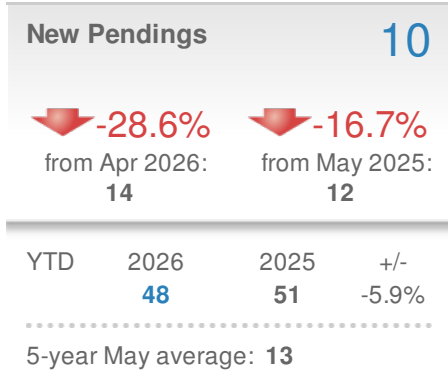 New Pendings 10
-28.6% -16.7%
from Apr 2026: from May 2025:
14 12
YTD 2026 2025 +/-
48 51 -5.9%
5-year May average: 13